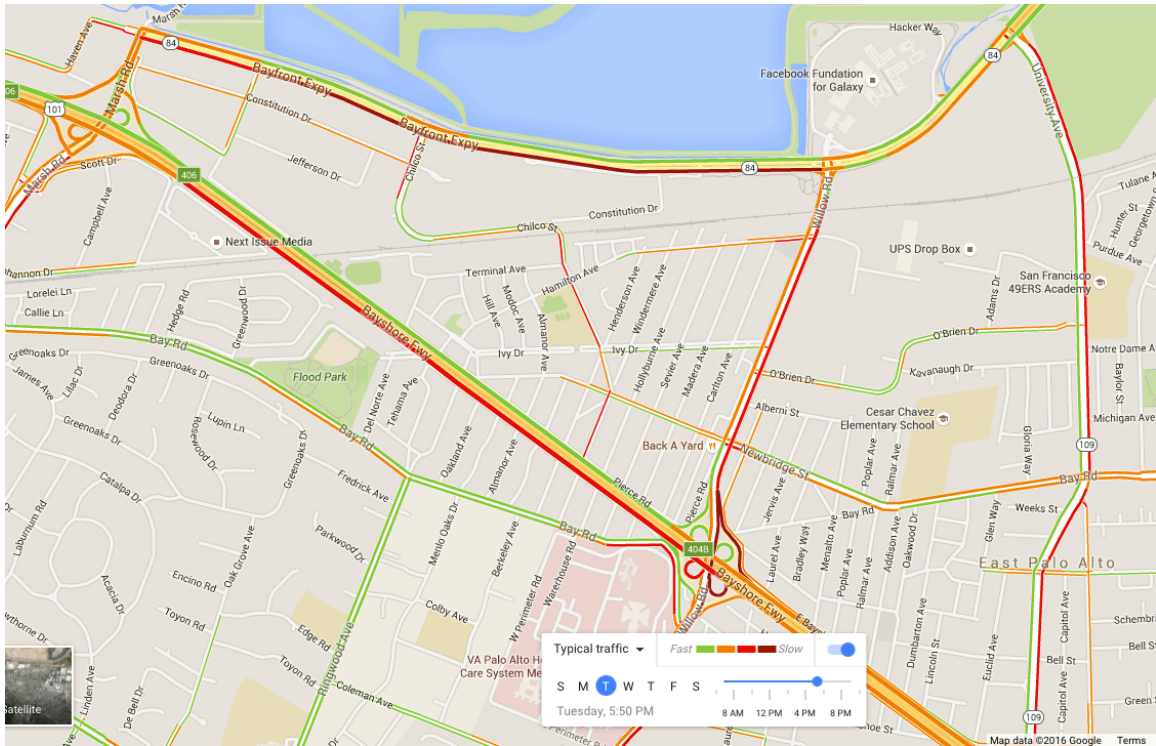 Marsh Rd
Haven Ave
84
Hacker Way
84
Facebook Fundation
for Galaxy
University Ave
Bayfront Expy
Marsh Rd
06
101
Constitution Dr
Bayfront Expy
Chilco St
Jefferson Dr
Scott Dr
Marsh Rd
406
84
Willow Rd
Tulane A
Campbell Ave
Constitution Dr
Hunter St
Georgetown S
Next Issue Media
Chilco St
UPS Drop Box
Purdue Ave
Terminal Ave
Hamilton Ave
San Francisco
49ERS Academy
Lorelei Ln
Callie Ln
Hedge Rd
Greenwood Dr
Hill Ave
Modoc Ave
Almanor Ave
Henderson Ave
Windermere Ave
Adams Dr
Bay Rd
Bayshore Fwy
O'Brien Dr
Greenoaks Dr
Greenoaks Dr
Ivy Dr
Ivy Dr
Notre Dame Av
James Ave
Lilac Dr
Deodoza Dr
Flood Park
Hollyburne Ave
Sevier Ave
Madera Ave
Carlton Ave
O'Brien Dr
Kavanaugh Dr
Baylor St
Del Norte Ave
Tehama Ave
Alberni St
Cesar Chavez
Elementary School
Michigan Ave
Greenoaks Dr
Rosewood Dr
Lupin Ln
Greenoaks Dr
Bay Rd
Oakland Ave
Almanor Ave
Back A Yard
Newbridge St
Poplar Ave
Ralmar Ave
Gloria Way
109
Catalpa Dr
Fredrick Ave
Pierce Rd
Pierce Rd
Jervis Ave
Bay Rd
Bay Rd
Laburnum Rd
Oak Grove Ave
Parkwood Dr
Menlo Oaks Dr
Berkeley Ave
Bay Rd
Glen Way
Weeks St
Warehouse Rd
404B
Laurel Ave
Bradley Way
Menalto Ave
Poplar Ave
Ralmar Ave
Addison Ave
Oakwood Dr
East Palo Alto
Acacia Dr
Encino Rd
Colby Ave
W Perimeter Rd
Bayshore Fwy
Toyon Rd
Edge Rd
Ringwood Ave
Willow Rd
Dumbarton Ave
Lincoln St
Euclid Ave
Capitol Ave
Capitol Ave
Bell St
Bell St
Toyon Rd
VA Palo Alto He
Care System Me
Typical traffic
Fast
Slow
Linden Ave
De Bell Dr
Coleman Ave
S M T W T F S
Tuesday, 5:50 PM
8 AM 12 PM 4 PM 8 PM
Satellite
109
Green S
Perimeter Rd
Map data ©2016 Google
Terms